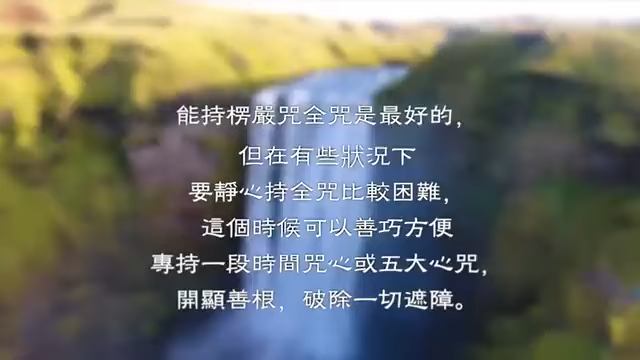 能持楞嚴咒全咒是最好的，
但在有些狀況下
要靜心持全咒比較困難，
這個時候可以善巧方便
專持一段時間咒心或五大心咒，
開顯善根，破除一切遮障。